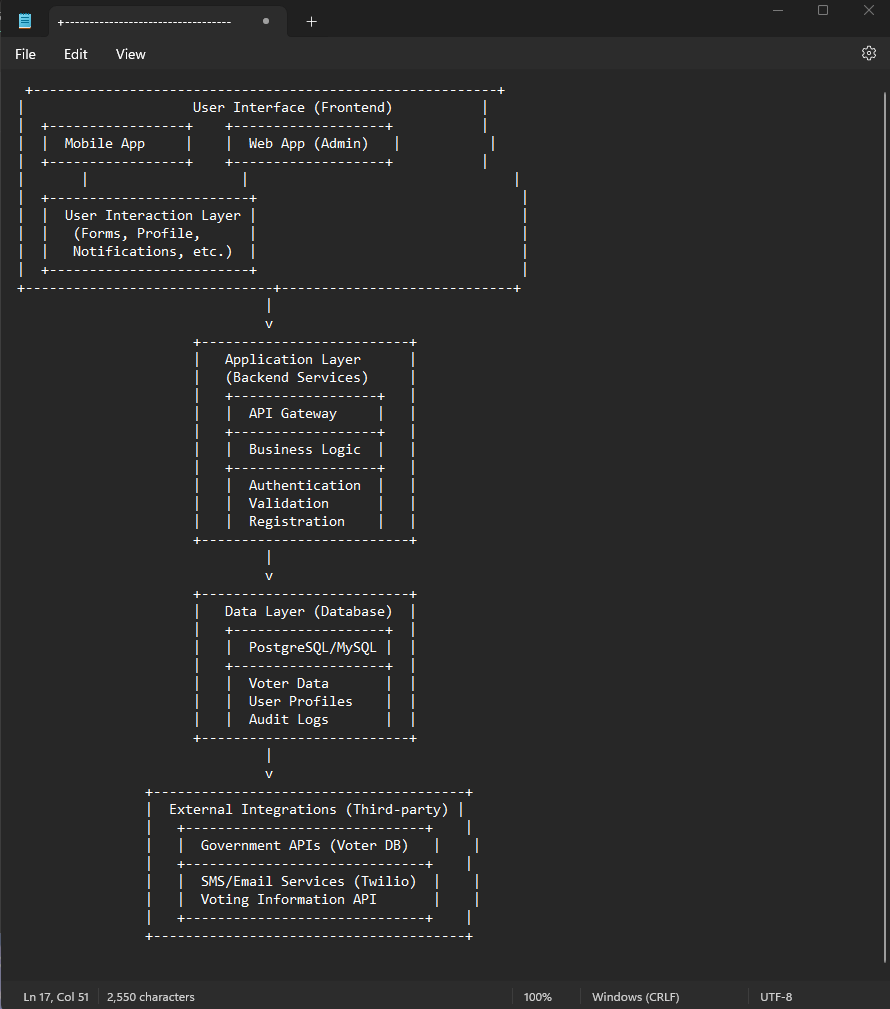 +-----------------------------------
File Edit View
+----------------------------------------------------------+
| User Interface (Frontend) |
| +-----------------+ +-------------------+ |
| | Mobile App | | Web App (Admin) | |
| +-----------------+ +-------------------+ |
| | | |
| +-------------------------+ |
| | User Interaction Layer | |
| | (Forms, Profile, | |
| | Notifications, etc.) | |
| +-------------------------+ |
+-------------------------------+-----------------------------+
|
v
+--------------------------+
| Application Layer |
| (Backend Services) |
| +------------------+ |
| | API Gateway | |
| +------------------+ |
| | Business Logic | |
| +------------------+ |
| | Authentication | |
| | Validation | |
| | Registration | |
+--------------------------+
|
v
+--------------------------+
| Data Layer (Database) |
| +-------------------+ |
| | PostgreSQL/MySQL | |
| +-------------------+ |
| | Voter Data | |
| | User Profiles | |
| | Audit Logs | |
+--------------------------+
|
v
+---------------------------------------+
| External Integrations (Third-party) |
| +------------------------------+ |
| | Government APIs (Voter DB) | |
| +------------------------------+ |
| | SMS/Email Services (Twilio) | |
| | Voting Information API | |
| +------------------------------+ |
+---------------------------------------+
Ln 17, Col 51 2,550 characters 100% Windows (CRLF) UTF-8